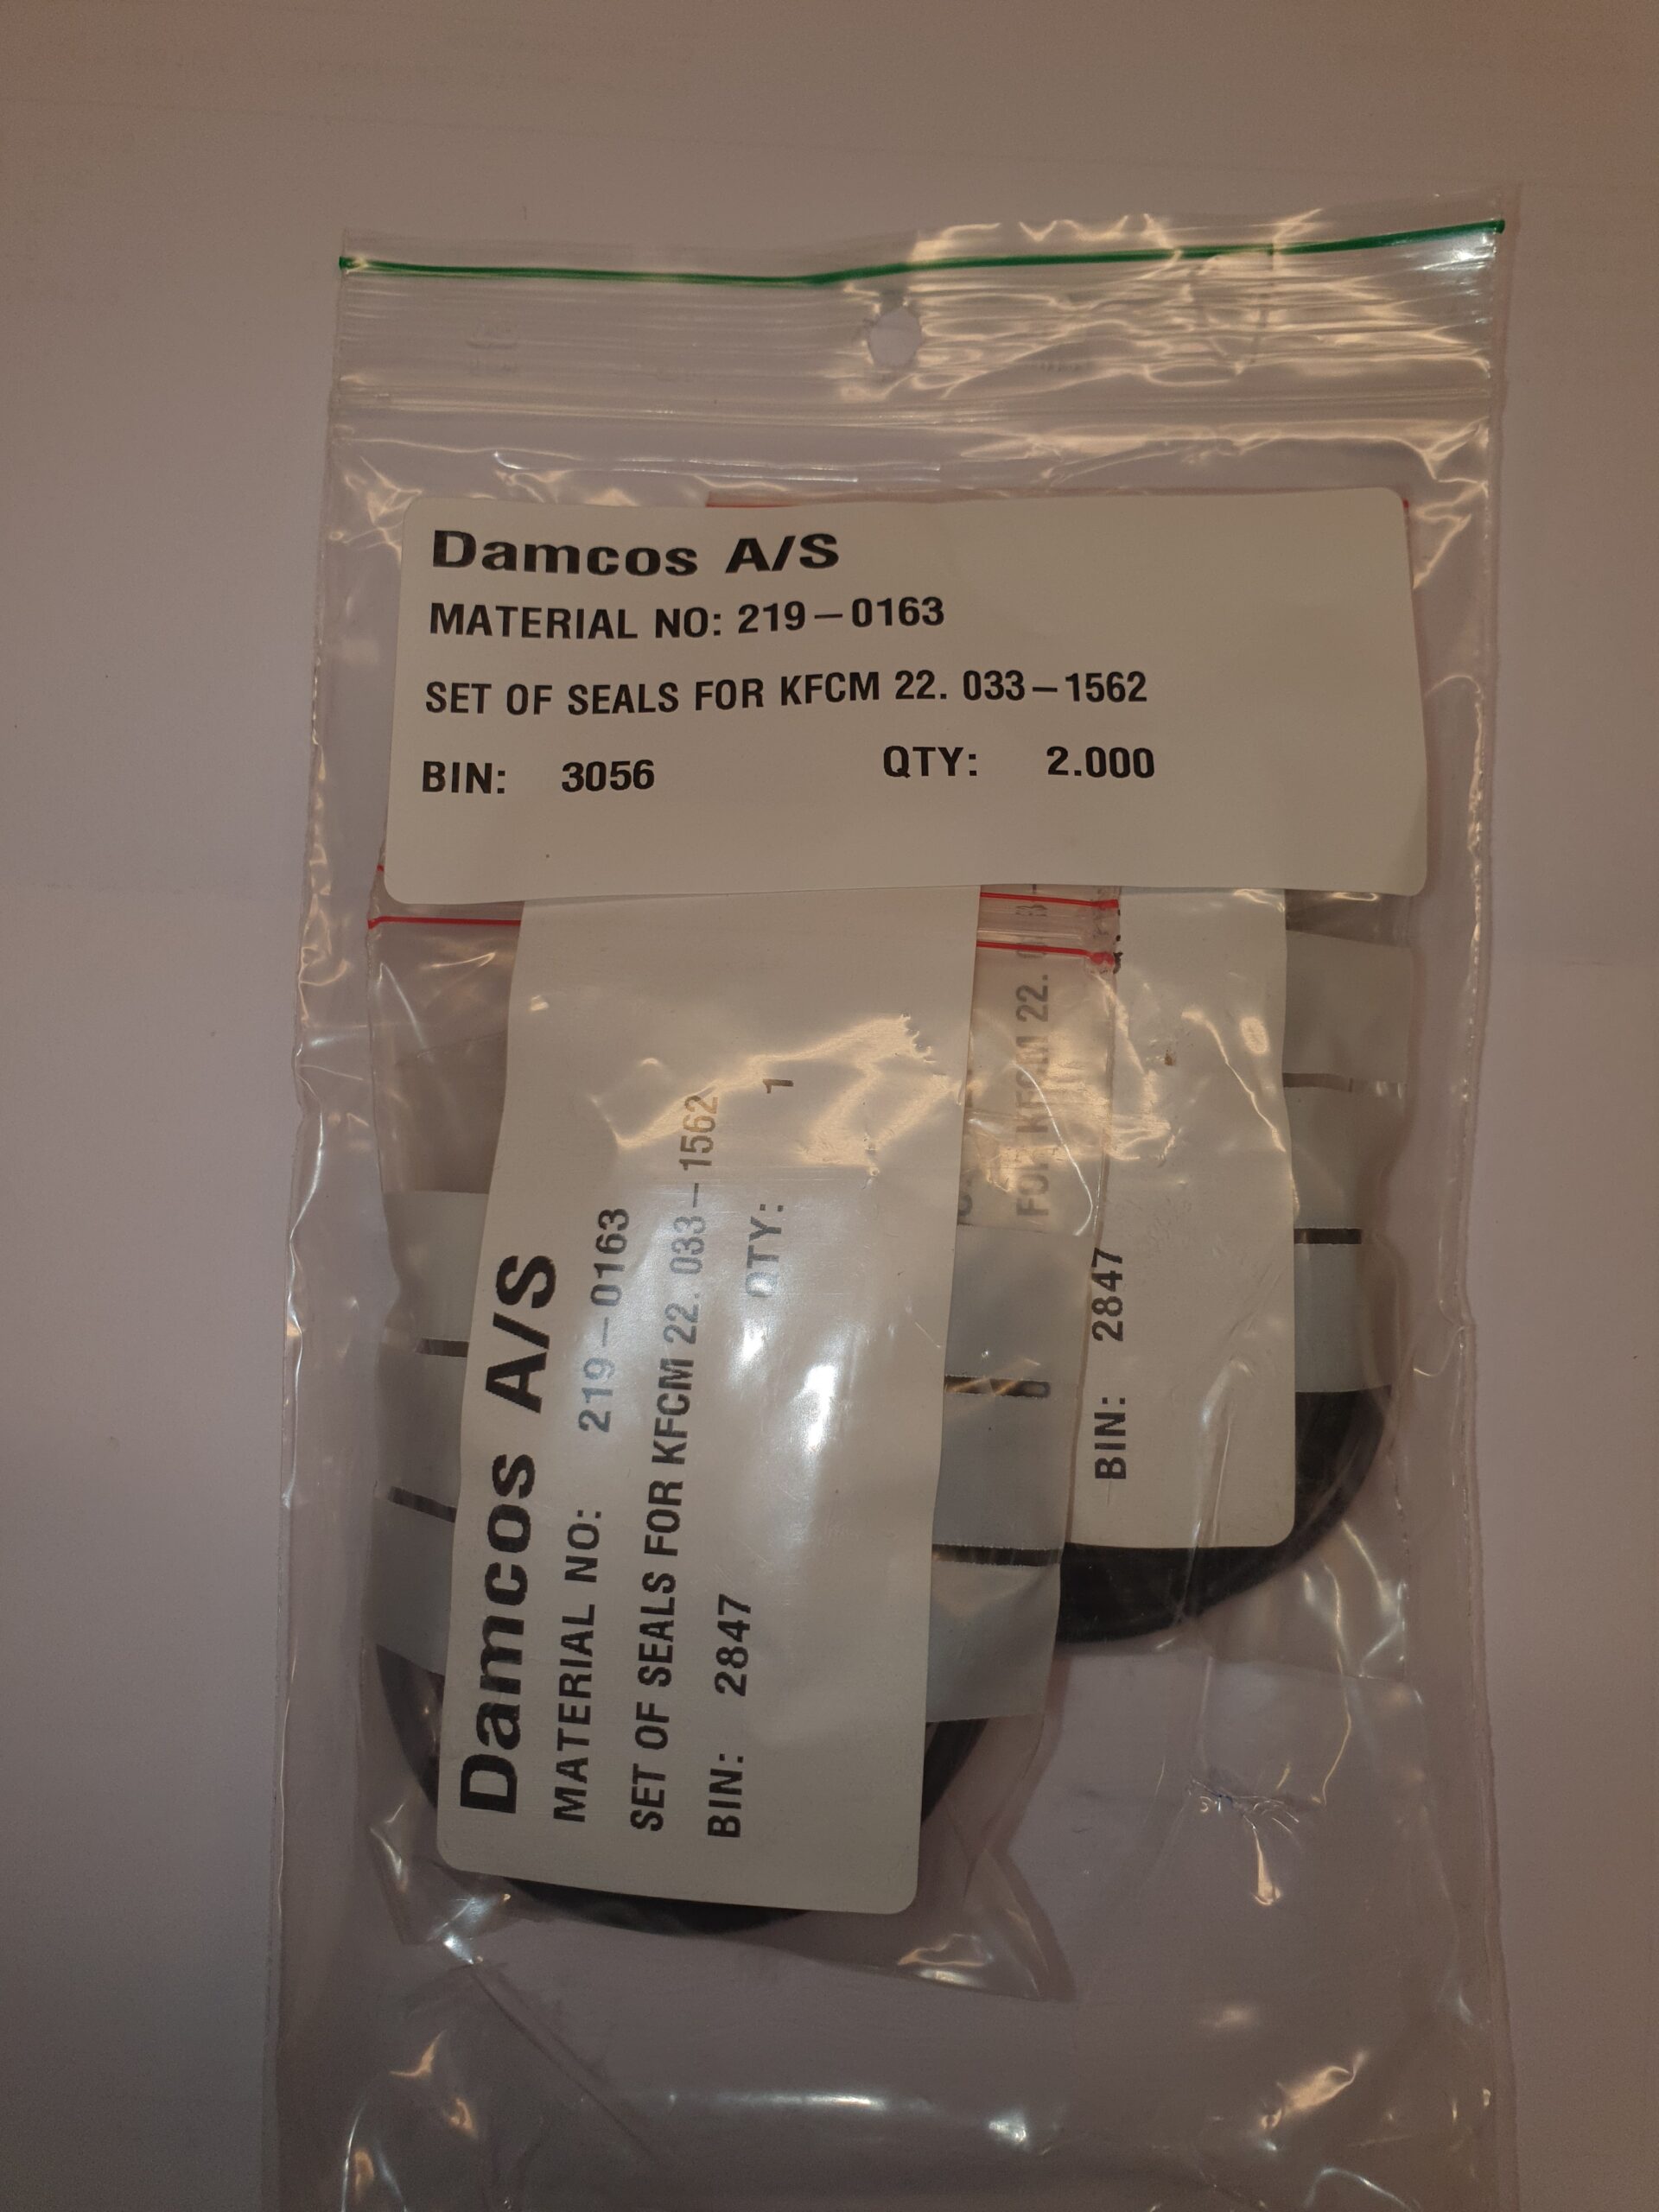 Damcos A/S
MATERIAL NO: 219-0163
SET OF SEALS FOR KFCM 22. 033-1562
BIN: 3056 QTY: 2.000
Damcos A/S
MATERIAL NO: 219-0163
SET OF SEALS FOR KFCM 22. 033-1562
BIN: 2847 QTY: 1
FOR KFCM 22.
BIN: 2847